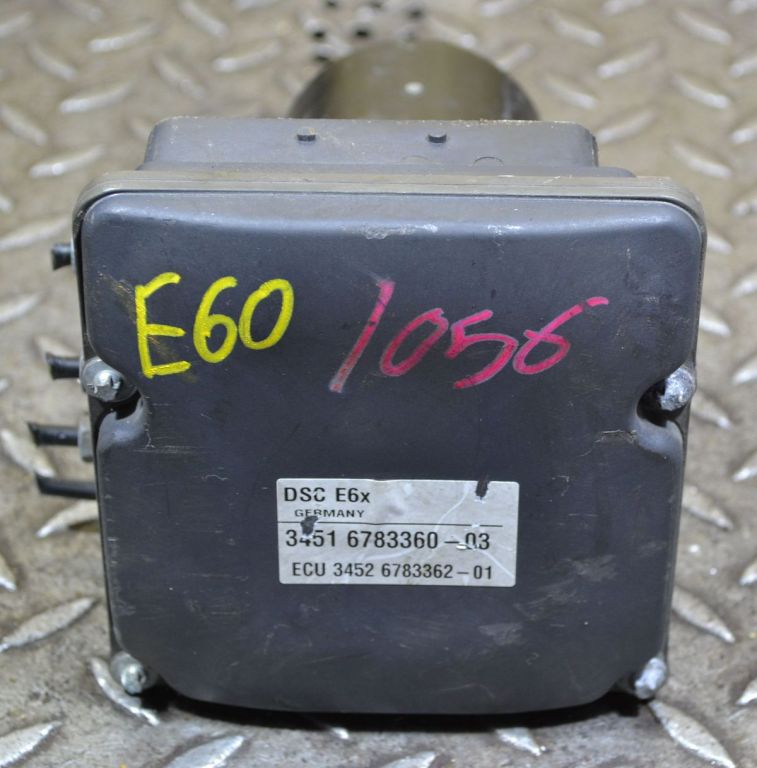 E60 1056
DSC E6x
GERMANY
3451 6783360-03
ECU 3452 6783362-01